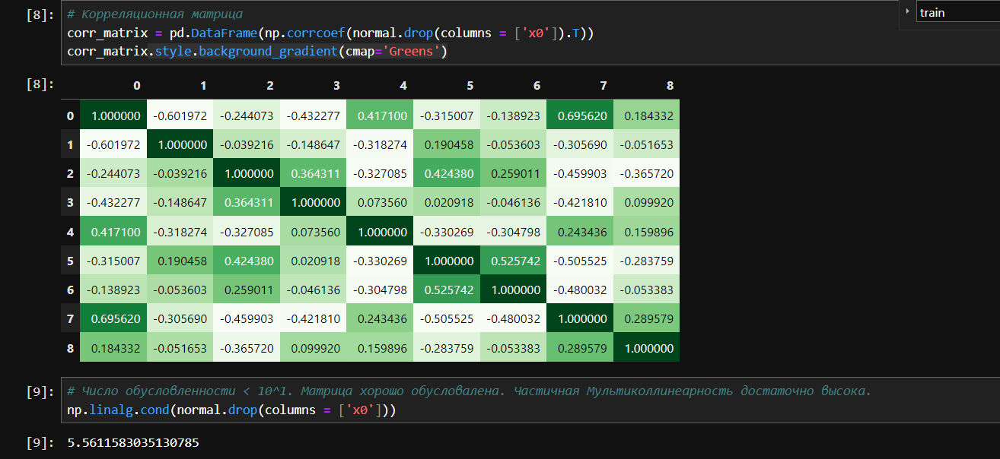 [8]: # Корреляционная матрица
corr_matrix = pd.DataFrame(np.corrcoef(normal.drop(columns = ['x0']).T))
corr_matrix.style.background_gradient(cmap='Greens')
train
[8]: 0 1 2 3 4 5 6 7 8
0 1.000000 -0.601972 -0.244073 -0.432277 0.417100 -0.315007 -0.138923 0.695620 0.184332
1 -0.601972 1.000000 -0.039216 -0.148647 -0.318274 0.190458 -0.053603 -0.305690 -0.051653
2 -0.244073 -0.039216 1.000000 0.364311 -0.327085 0.424380 0.259011 -0.459903 -0.365720
3 -0.432277 -0.148647 0.364311 1.000000 0.073560 0.020918 -0.046136 -0.421810 0.099920
4 0.417100 -0.318274 -0.327085 0.073560 1.000000 -0.330269 -0.304798 0.243436 0.159896
5 -0.315007 0.190458 0.424380 0.020918 -0.330269 1.000000 0.525742 -0.505525 -0.283759
6 -0.138923 -0.053603 0.259011 -0.046136 -0.304798 0.525742 1.000000 -0.480032 -0.053383
7 0.695620 -0.305690 -0.459903 -0.421810 0.243436 -0.505525 -0.480032 1.000000 0.289579
8 0.184332 -0.051653 -0.365720 0.099920 0.159896 -0.283759 -0.053383 0.289579 1.000000
[9]: # Число обусловленности < 10^1. Матрица хорошо обусловалена. Частичная Мультиколлинеарность достаточно высока.
np.linalg.cond(normal.drop(columns = ['x0']))
[9]: 5.5611583035130785